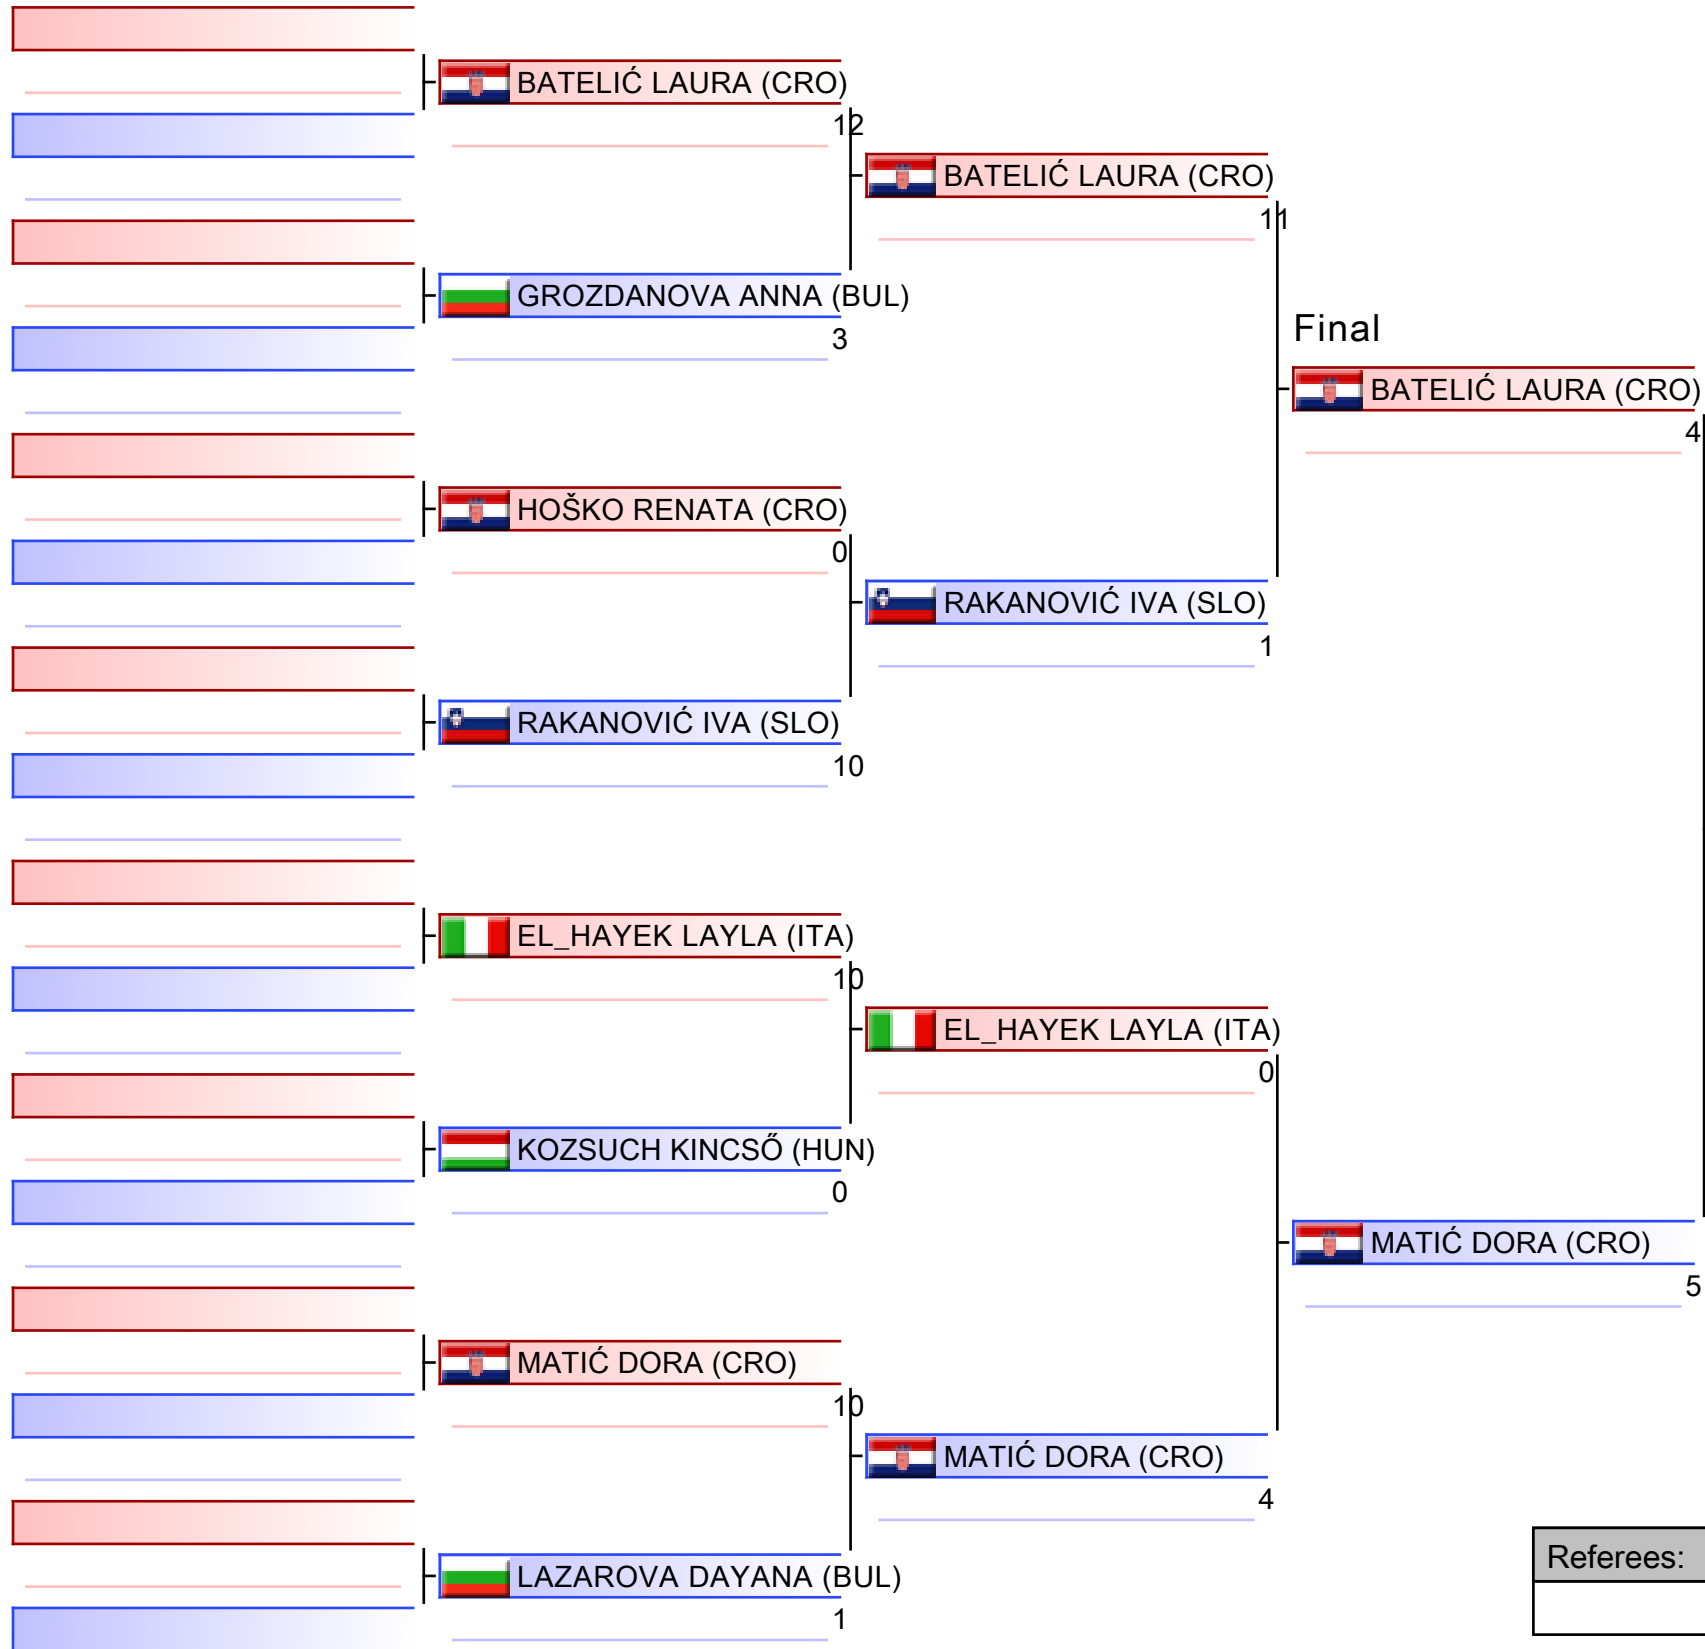 BATELIĆ LAURA (CRO)
12
GROZDANOVA ANNA (BUL)
3
HOŠKO RENATA (CRO)
0
RAKANOVIĆ IVA (SLO)
10
EL_HAYEK LAYLA (ITA)
10
KOZSUCH KINCSŐ (HUN)
0
MATIĆ DORA (CRO)
10
LAZAROVA DAYANA (BUL)
1
BATELIĆ LAURA (CRO)
11
RAKANOVIĆ IVA (SLO)
1
EL_HAYEK LAYLA (ITA)
0
MATIĆ DORA (CRO)
4
Final
BATELIĆ LAURA (CRO)
4
MATIĆ DORA (CRO)
5
Referees: